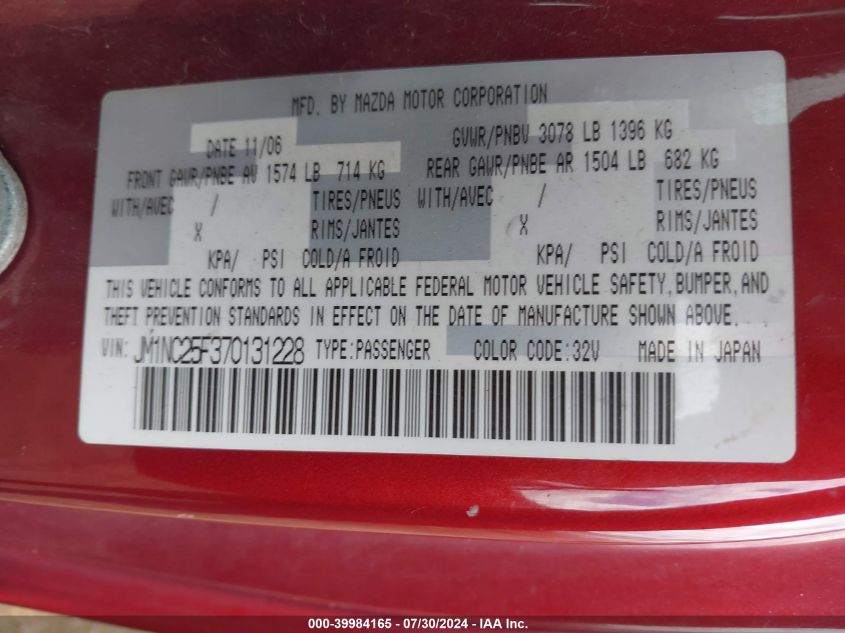 MFD. BY MAZDA MOTOR CORPORATION
DATE 11/06 GVWR/PNBV 3078 LB 1396 KG
FRONT GAWR/PNBE AV 1574 LB 714 KG REAR GAWR/PNBE AR 1504 LB 682 KG
WITH/AVEC / TIRES/PNEUS WITH/AVEC / TIRES/PNEUS
X RIMS/JANTES X RIMS/JANTES
KPA/ PSI COLD/A FROID KPA/ PSI COLD/A FROID
THIS VEHICLE CONFORMS TO ALL APPLICABLE FEDERAL MOTOR VEHICLE SAFETY, BUMPER, AND
THEFT PREVENTION STANDARDS IN EFFECT ON THE DATE OF MANUFACTURE SHOWN ABOVE.
VIN: JM1NC25F370131228 TYPE:PASSENGER COLOR CODE:32V MADE IN JAPAN
000-39984165 - 07/30/2024 - IAA Inc.